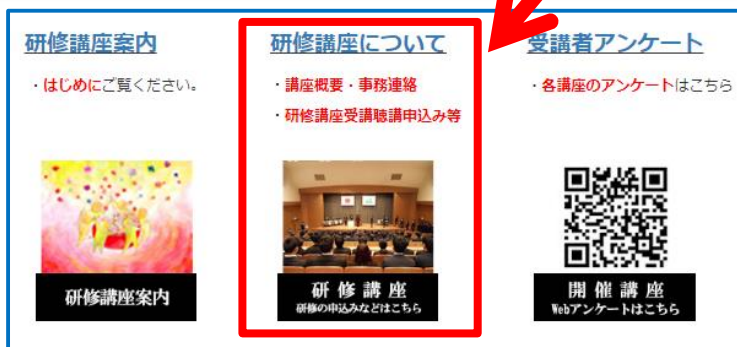 研修講座案内
・はじめにご覧ください。
研修講座案内
研修講座について
・講座概要・事務連絡
・研修講座受講聴講申込み等
研修講座
研修の申込みなどはこちら
受講者アンケート
・各講座のアンケートはこちら
開催講座
Webアンケートはこちら